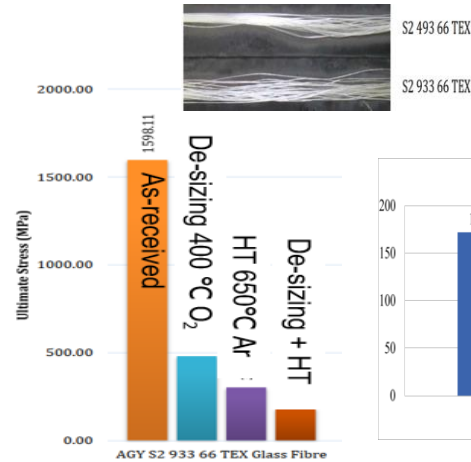 S2 493 66 TEX
S2 933 66 TEX
2000.00
1500.00
1000.00
500.00
0.00
Ultimate Stress (MPa)
1598.11
As-received
De-sizing 400 °C O₂
HT 650°C Ar
De-sizing + HT
AGY S2 933 66 TEX Glass Fibre
200
150
100
50
0